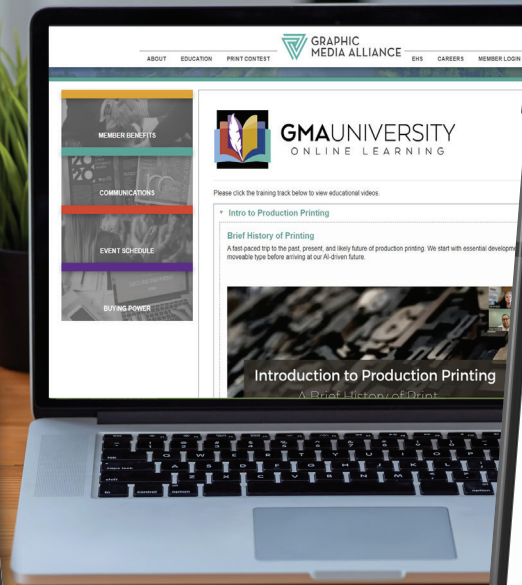 GRAPHIC
MEDIA ALLIANCE
ABOUT EDUCATION PRINT CONTEST EHS CAREERS MEMBER LOGIN
MEMBER BENEFITS
COMMUNICATIONS
EVENT SCHEDULE
BUYING POWER
GMAUNIVERSITY
ONLINE LEARNING
Please click the training track below to view educational videos.
Intro to Production Printing
Brief History of Printing
A fast-paced trip to the past, present, and likely future of production printing. We start with essential
moveable type before arriving at our AI-driven future.
Introduction to Production Printing
A Brief History of Print
control option